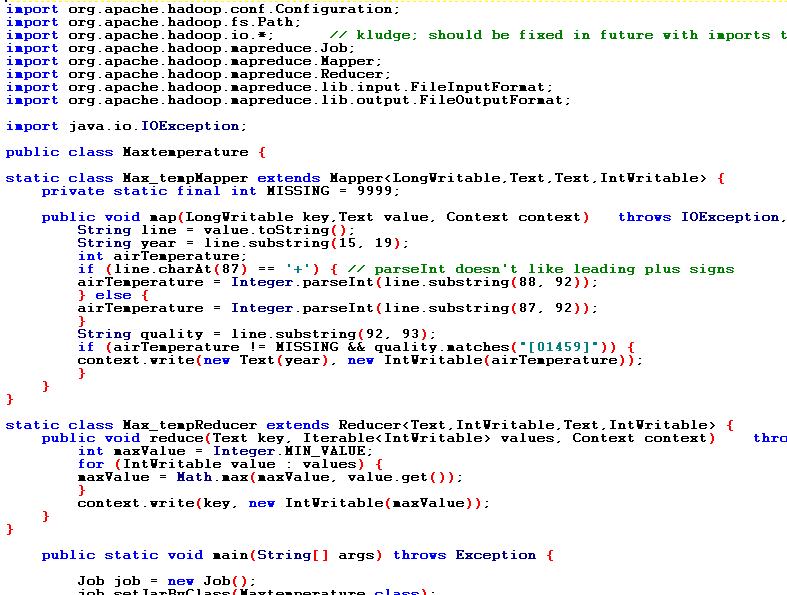 import org.apache.hadoop.conf.Configuration;
import org.apache.hadoop.fs.Path;
import org.apache.hadoop.io.*;      // kludge; should be fixed in future with imports t
import org.apache.hadoop.mapreduce.Job;
import org.apache.hadoop.mapreduce.Mapper;
import org.apache.hadoop.mapreduce.Reducer;
import org.apache.hadoop.mapreduce.lib.input.FileInputFormat;
import org.apache.hadoop.mapreduce.lib.output.FileOutputFormat;

import java.io.IOException;

public class Maxtemperature {

static class Max_tempMapper extends Mapper<LongWritable,Text,Text,IntWritable> {
    private static final int MISSING = 9999;

    public void map(LongWritable key,Text value, Context context)   throws IOException,
        String line = value.toString();
        String year = line.substring(15, 19);
        int airTemperature;
        if (line.charAt(87) == '+') { // parseInt doesn't like leading plus signs
        airTemperature = Integer.parseInt(line.substring(88, 92));
        } else {
        airTemperature = Integer.parseInt(line.substring(87, 92));
        }
        String quality = line.substring(92, 93);
        if (airTemperature != MISSING && quality.matches("[01459]")) {
        context.write(new Text(year), new IntWritable(airTemperature));
        }
    }
}

static class Max_tempReducer extends Reducer<Text,IntWritable,Text,IntWritable> {
    public void reduce(Text key, Iterable<IntWritable> values, Context context)    thro
        int maxValue = Integer.MIN_VALUE;
        for (IntWritable value : values) {
        maxValue = Math.max(maxValue, value.get());
        }
        context.write(key, new IntWritable(maxValue));
    }
}

    public static void main(String[] args) throws Exception {

        Job job = new Job();
        job.setJarByClass(Maxtemperature.class);